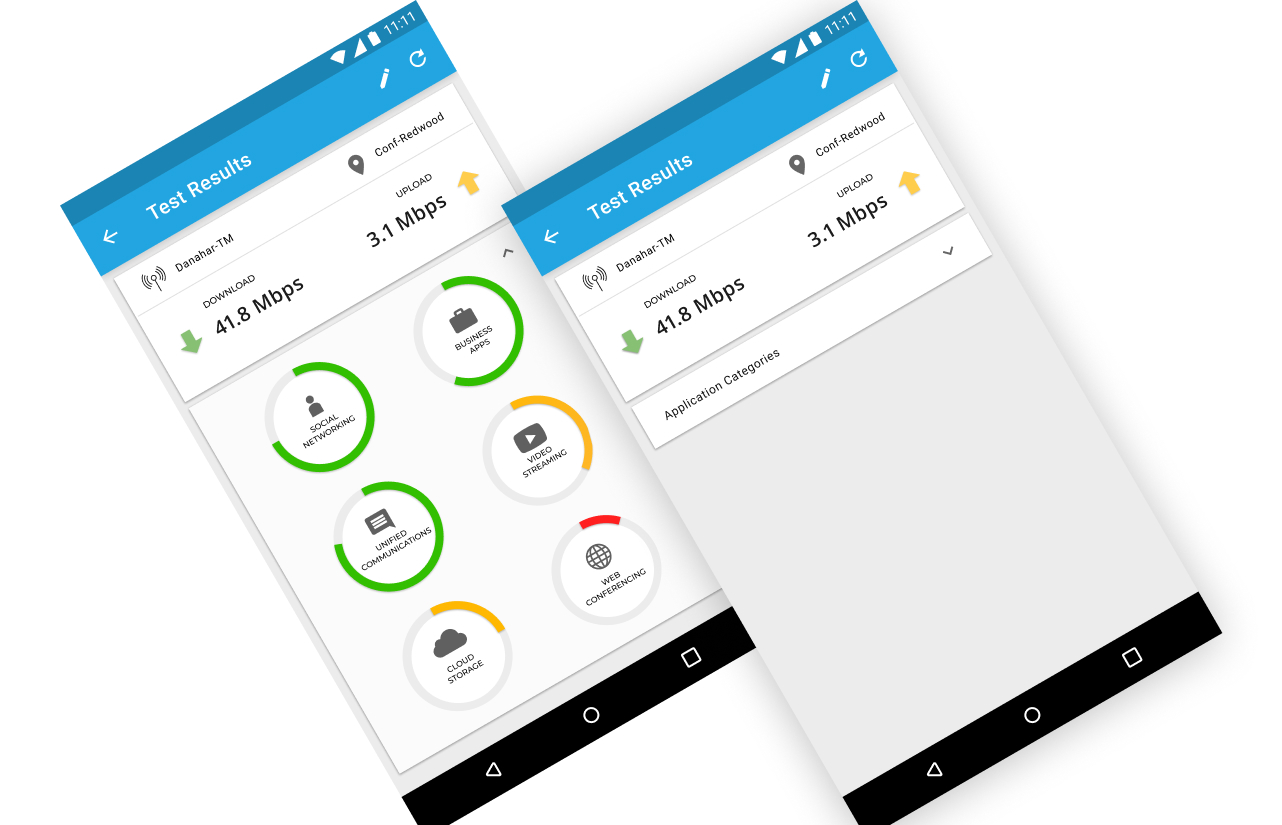 11:11
Test Results
Danahar-TM
Conf-Redwood
DOWNLOAD
41.8 Mbps
UPLOAD
3.1 Mbps
SOCIAL
NETWORKING
BUSINESS
APPS
UNIFIED
COMMUNICATIONS
VIDEO
STREAMING
CLOUD
STORAGE
WEB
CONFERENCING
11:11
Test Results
Danahar-TM
Conf-Redwood
DOWNLOAD
41.8 Mbps
UPLOAD
3.1 Mbps
Application Categories